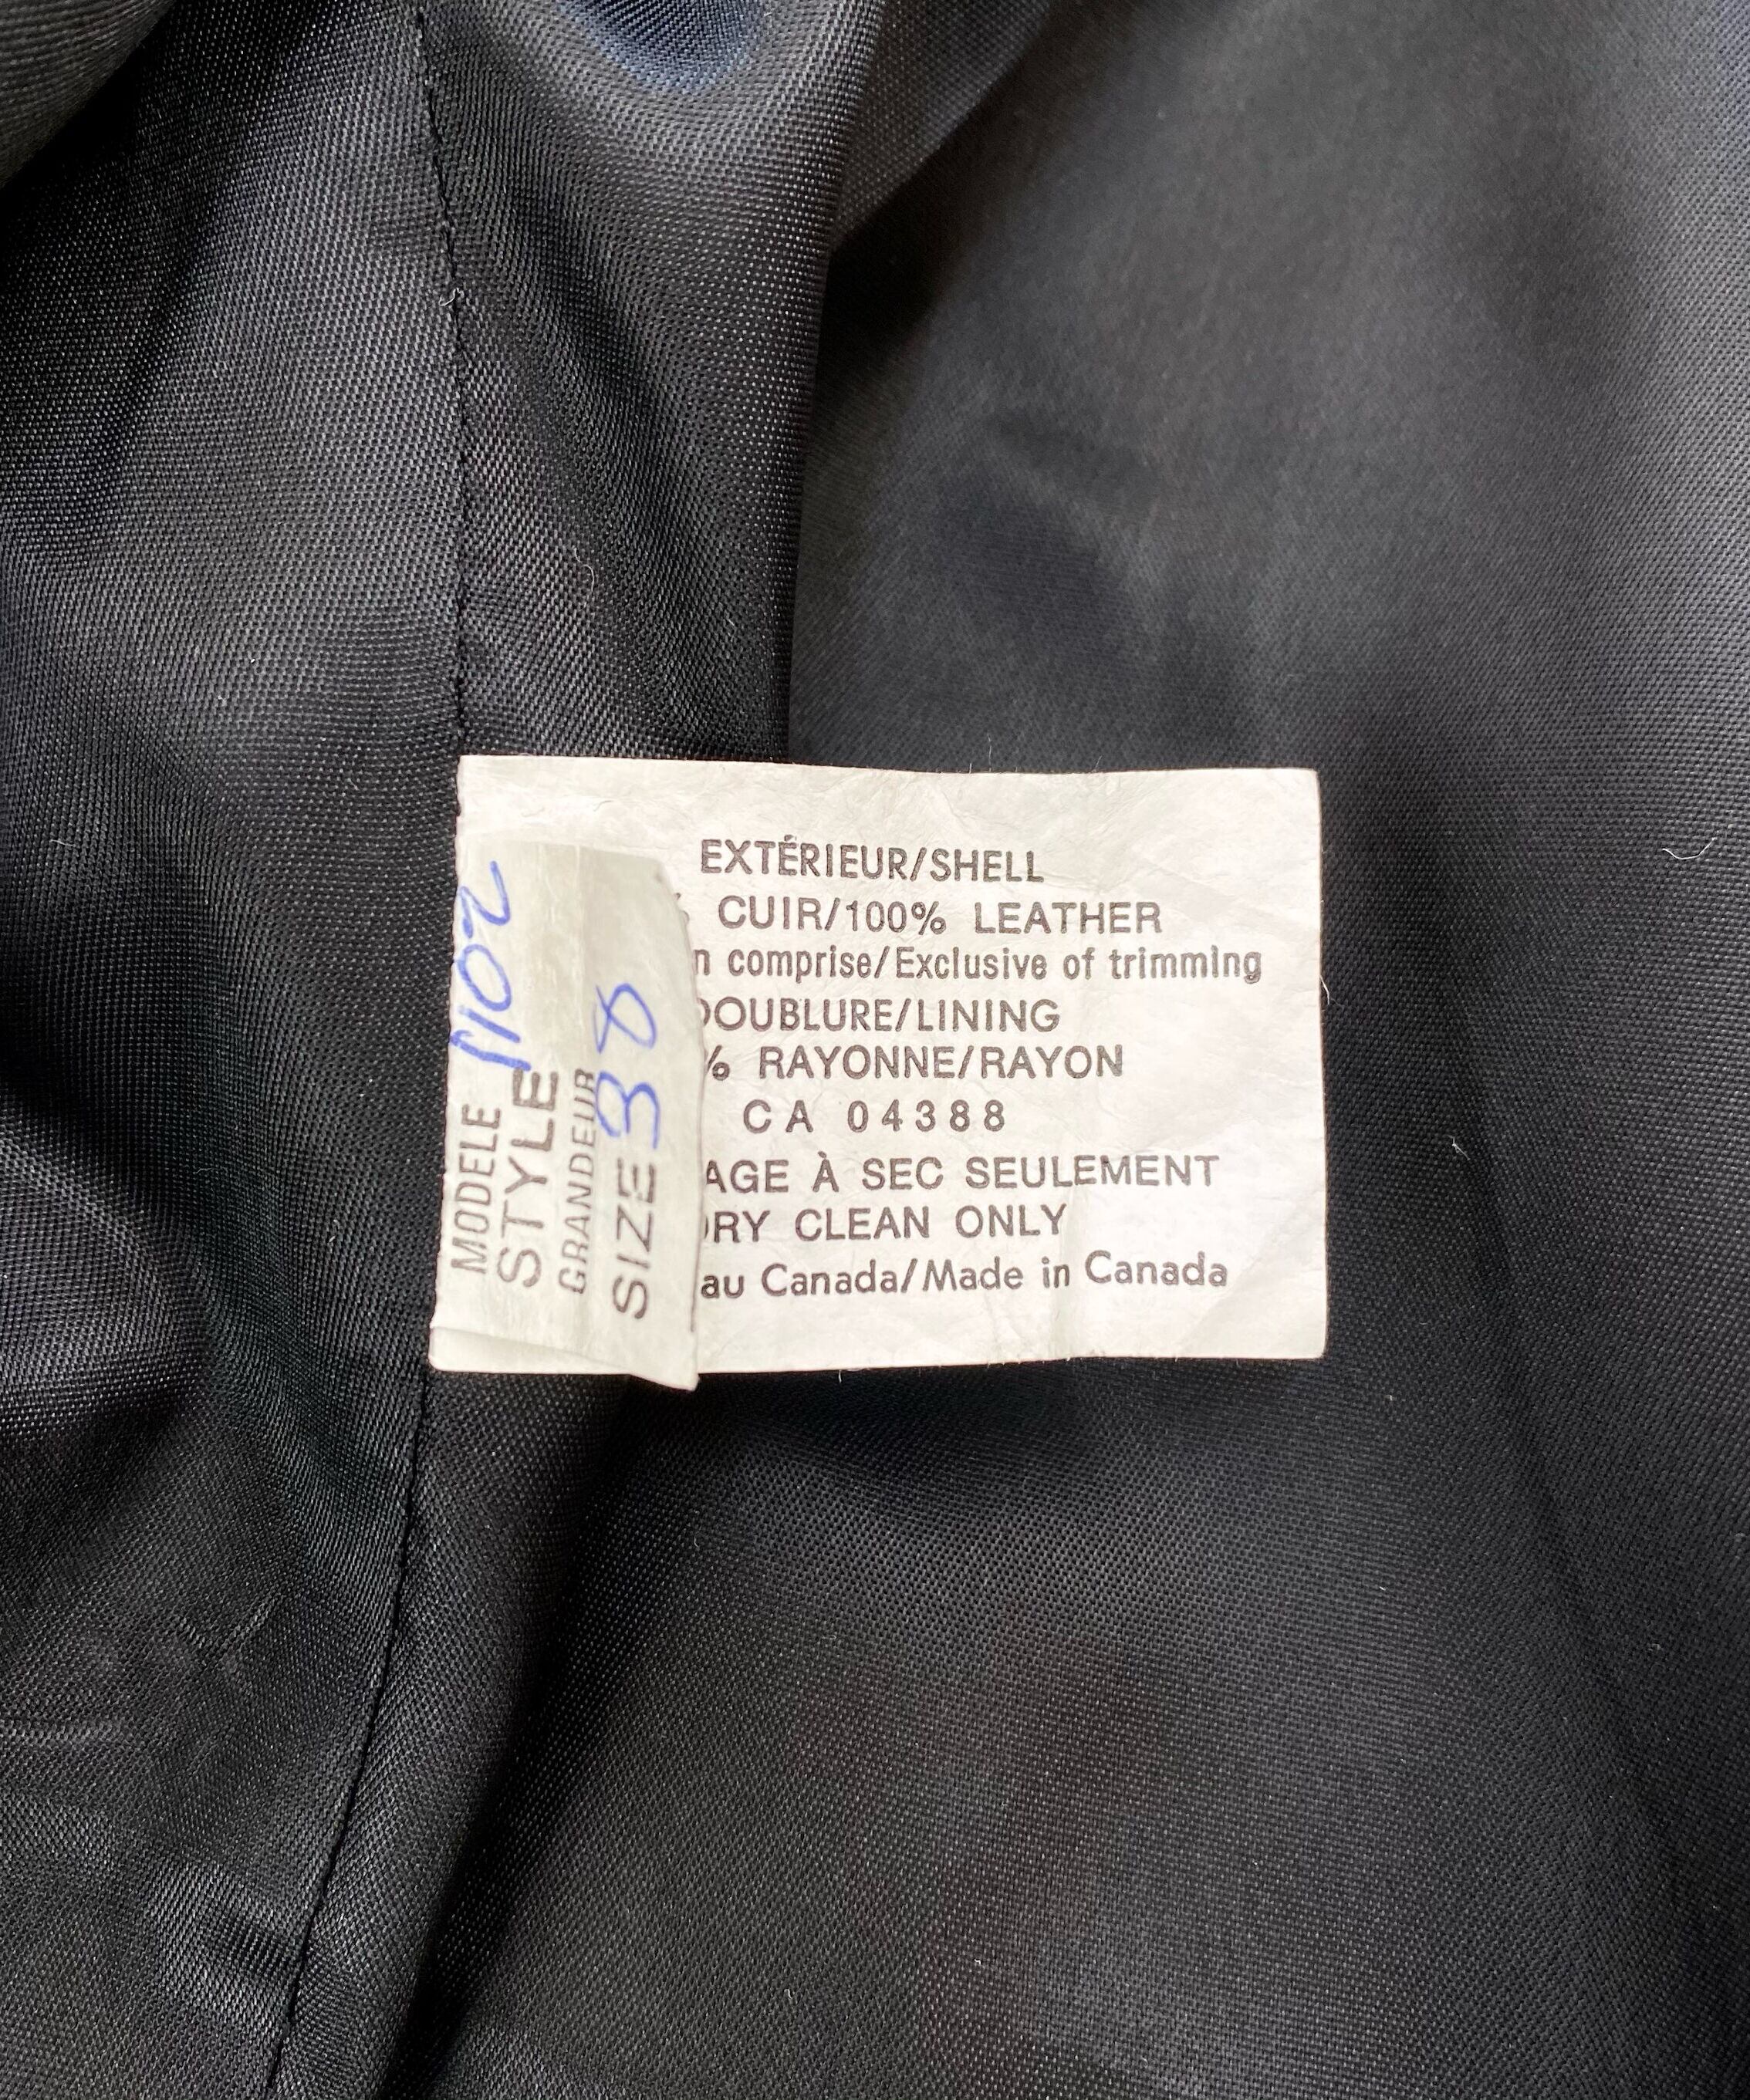 MODELE
STYLE 1102
GRANDEUR
SIZE 38
EXTÉRIEUR/SHELL
% CUIR/100% LEATHER
comprise/Exclusive of trimming
DOUBLURE/LINING
% RAYONNE/RAYON
CA 04388
À SEC SEULEMENT
DRY CLEAN ONLY
au Canada/Made in Canada